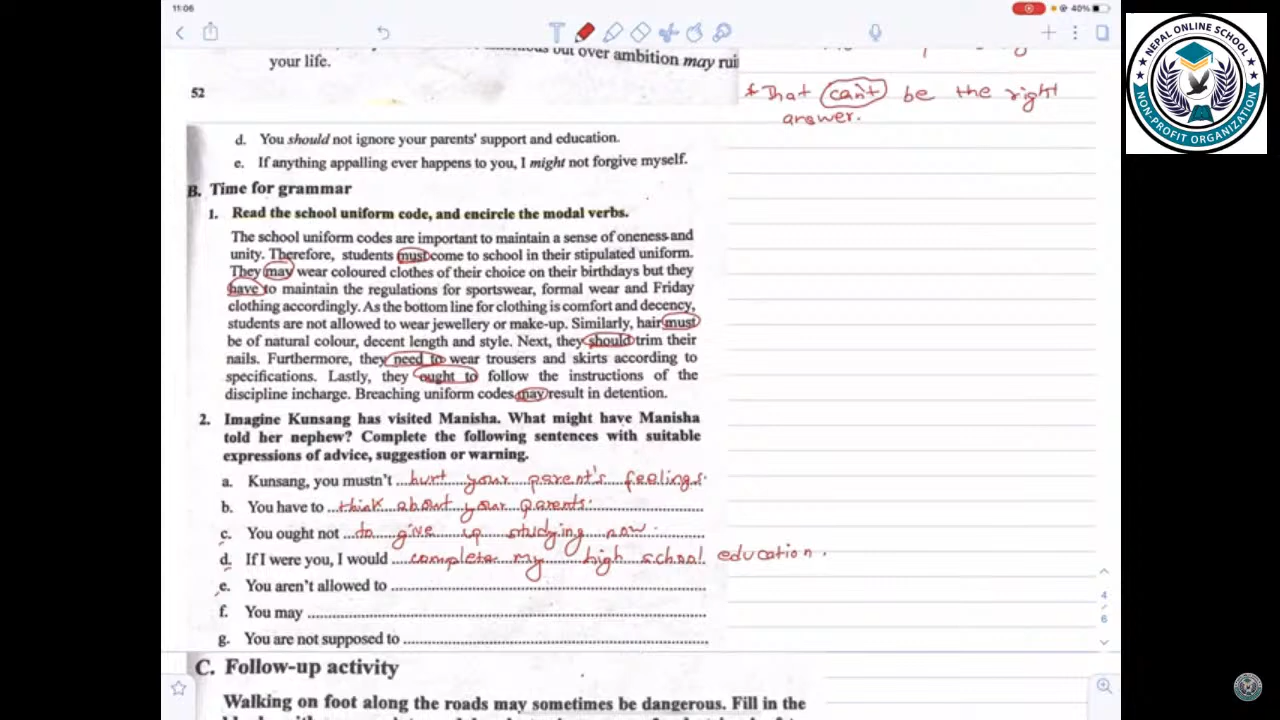 11:06
40%
out over ambition may rui
your life.
52
* That can't be the right
answer.
d. You should not ignore your parents' support and education.
e. If anything appalling ever happens to you, I might not forgive myself.
B. Time for grammar
1. Read the school uniform code, and encircle the modal verbs.
The school uniform codes are important to maintain a sense of oneness and
unity. Therefore, students must come to school in their stipulated uniform.
They may wear coloured clothes of their choice on their birthdays but they
have to maintain the regulations for sportswear, formal wear and Friday
clothing accordingly. As the bottom line for clothing is comfort and decency,
students are not allowed to wear jewellery or make-up. Similarly, hair must
be of natural colour, decent length and style. Next, they should trim their
nails. Furthermore, they need to wear trousers and skirts according to
specifications. Lastly, they ought to follow the instructions of the
discipline incharge. Breaching uniform codes may result in detention.
2. Imagine Kunsang has visited Manisha. What might have Manisha
told her nephew? Complete the following sentences with suitable
expressions of advice, suggestion or warning.
a. Kunsang, you mustn't hurt your parent's feelings.
b. You have to think about your parents.
c. You ought not to give up studying now.
d. If I were you, I would complete my high school education.
e. You aren't allowed to
f. You may
g. You are not supposed to
C. Follow-up activity
Walking on foot along the roads may sometimes be dangerous. Fill in the
4
6
NEPAL ONLINE SCHOOL
NON-PROFIT ORGANIZATION